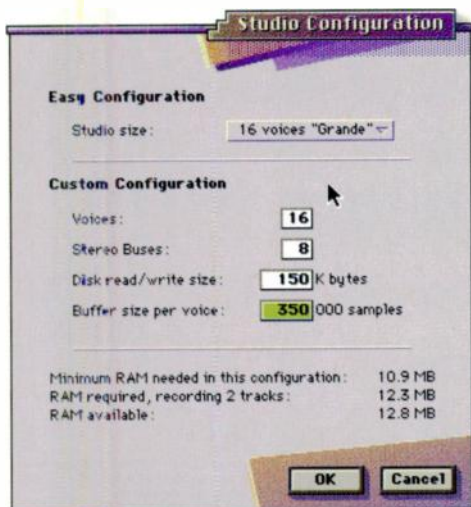 Studio Configuration
Easy Configuration
Studio size: 16 voices "Grande"
Custom Configuration
Voices: 16
Stereo Buses: 8
Disk read/write size: 150 K bytes
Buffer size per voice: 350 000 samples
Minimum RAM needed in this configuration: 10.9 MB
RAM required, recording 2 tracks: 12.3 MB
RAM available: 12.8 MB
OK Cancel